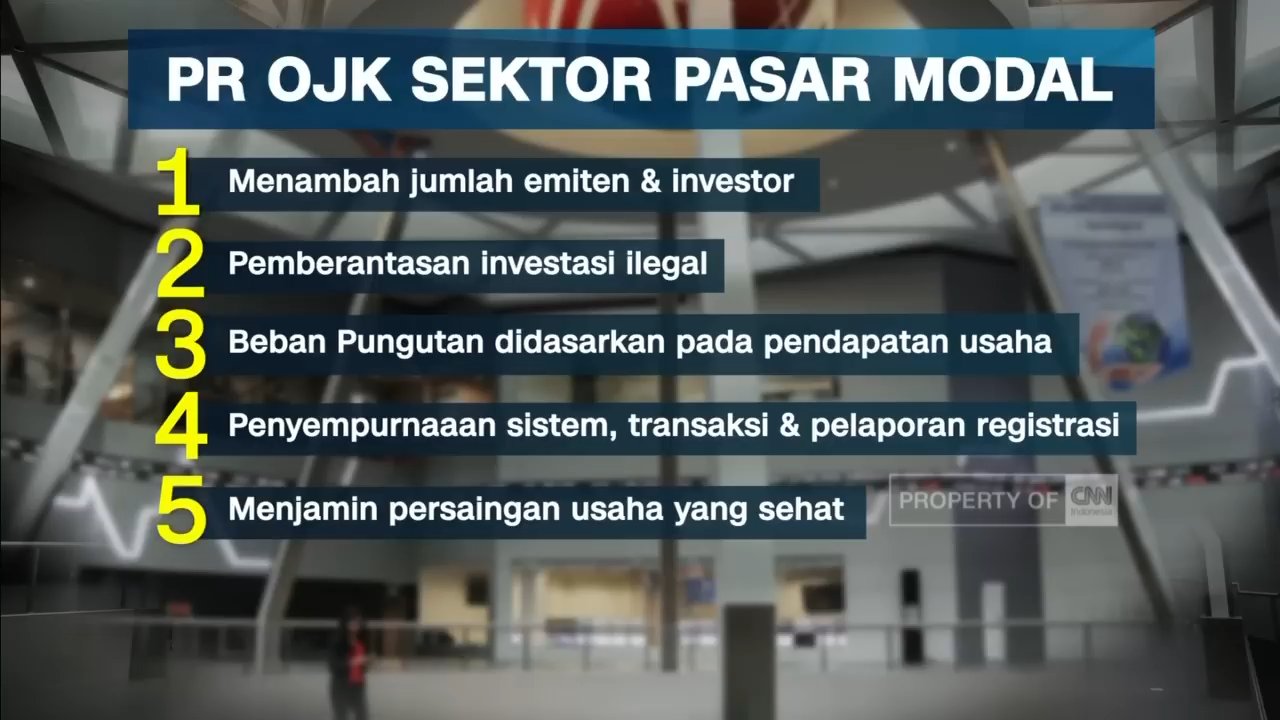 PR OJK SEKTOR PASAR MODAL
1 Menambah jumlah emiten & investor
2 Pemberantasan investasi ilegal
3 Beban Pungutan didasarkan pada pendapatan usaha
4 Penyempurnaaan sistem, transaksi & pelaporan registrasi
5 Menjamin persaingan usaha yang sehat
PROPERTY OF CNN Indonesia